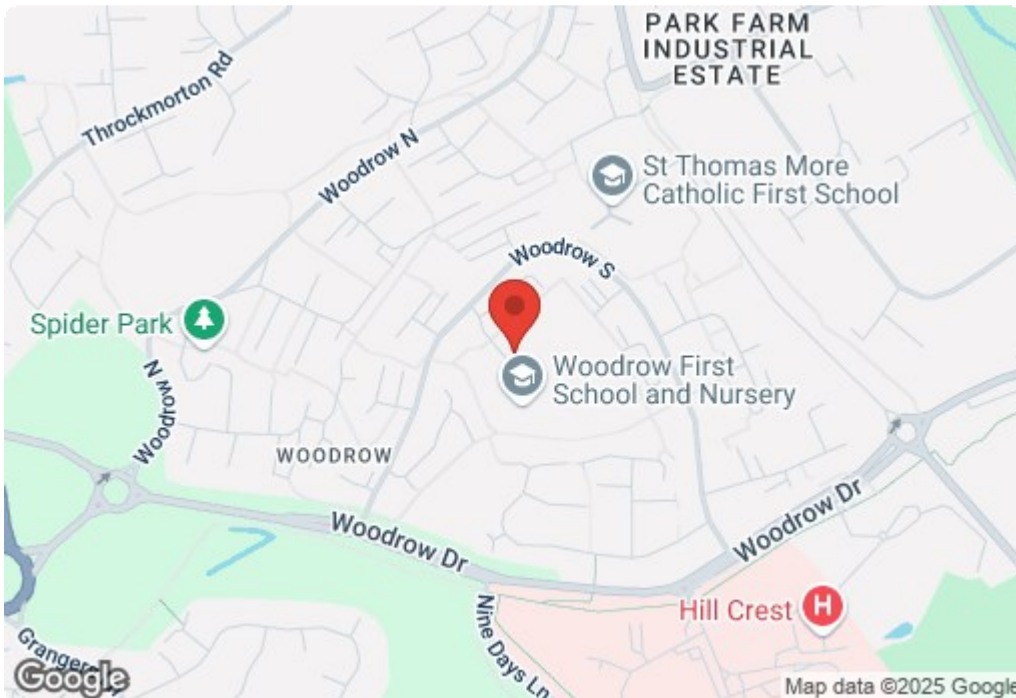 PARK FARM
INDUSTRIAL
ESTATE
Throckmorton Rd
Woodrow N
St Thomas More
Catholic First School
Woodrow S
Spider Park
Woodrow First
School and Nursery
Woodrow N
WOODROW
Woodrow Dr
Woodrow Dr
Nine Days Ln
Hill Crest
H
Google
Map data ©2025 Google